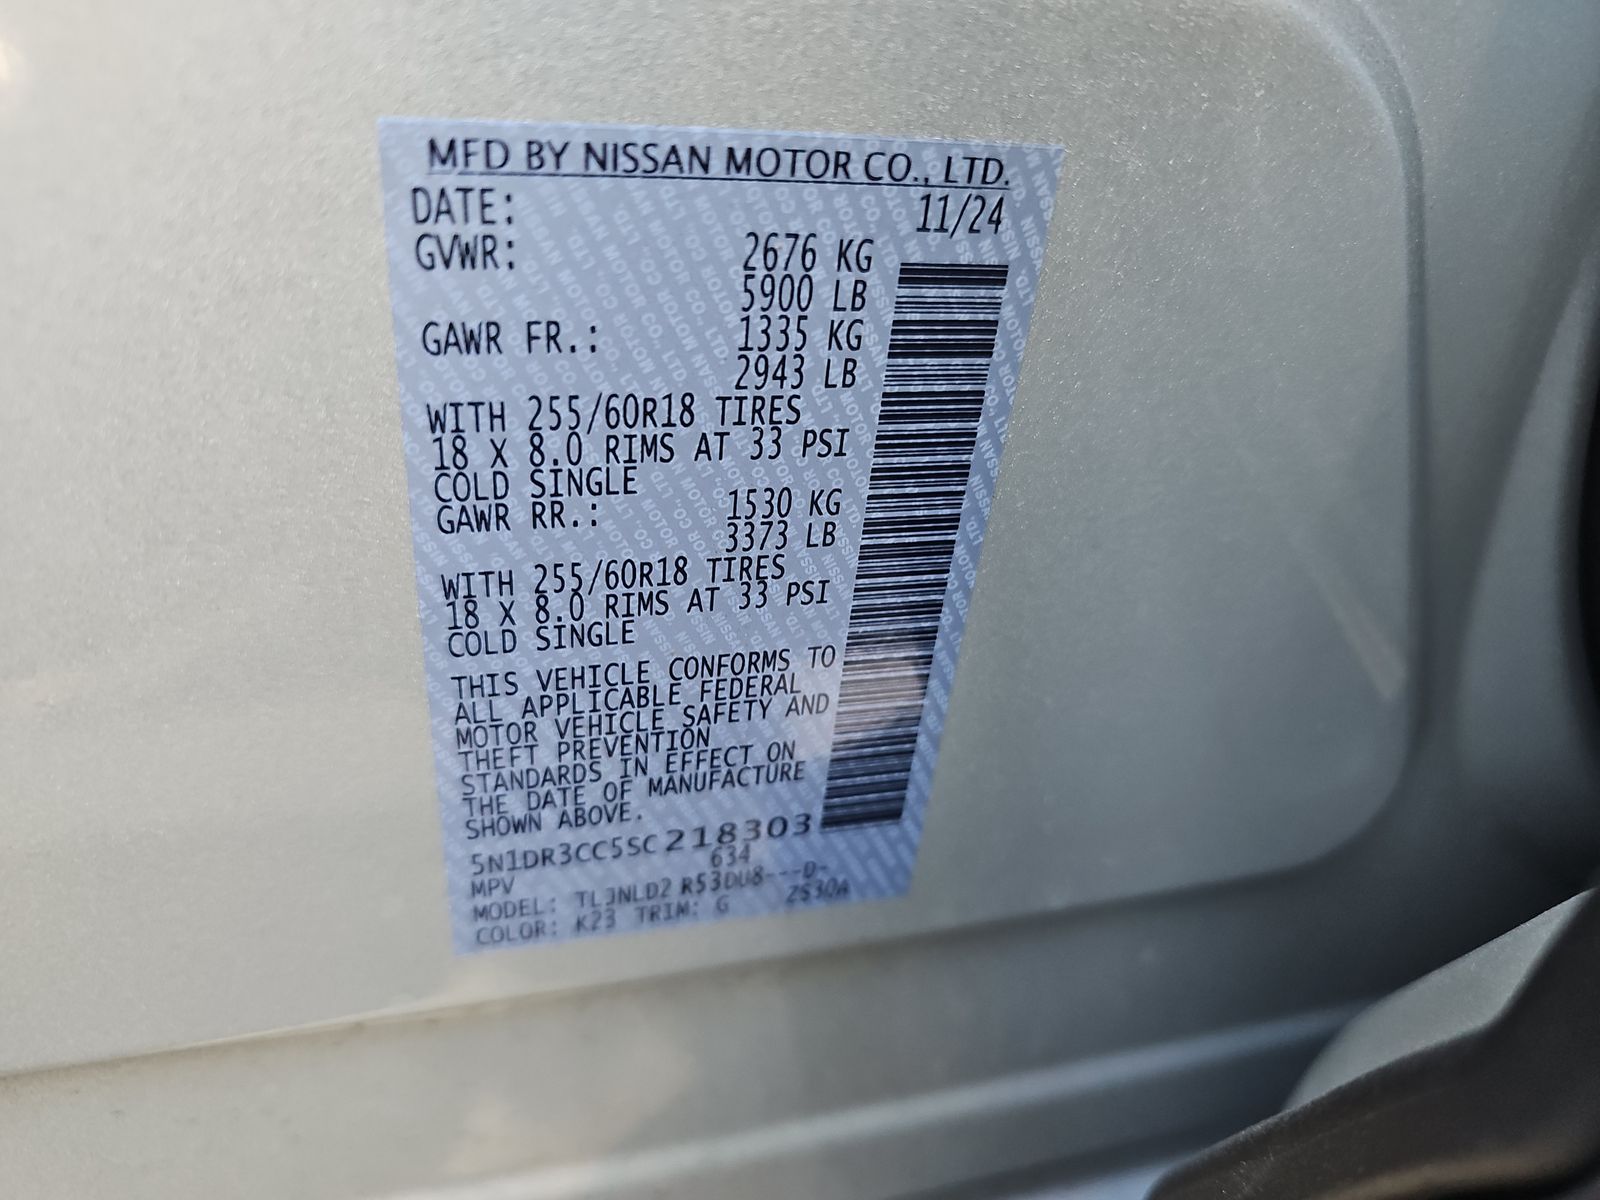 MFD BY NISSAN MOTOR CO., LTD.
DATE: 11/24
GVWR: 2676 KG
5900 LB
GAWR FR.: 1335 KG
2943 LB
WITH 255/60R18 TIRES
18 X 8.0 RIMS AT 33 PSI
COLD SINGLE
GAWR RR.: 1530 KG
3373 LB
WITH 255/60R18 TIRES
18 X 8.0 RIMS AT 33 PSI
COLD SINGLE
THIS VEHICLE CONFORMS TO
ALL APPLICABLE FEDERAL
MOTOR VEHICLE SAFETY AND
THEFT PREVENTION
STANDARDS IN EFFECT ON
THE DATE OF MANUFACTURE
SHOWN ABOVE.
5N1DR3CC5SC218303
MPV 634
MODEL: TL3NLD2 R53DU8---D-
COLOR: K23 TRIM: G 2S30A